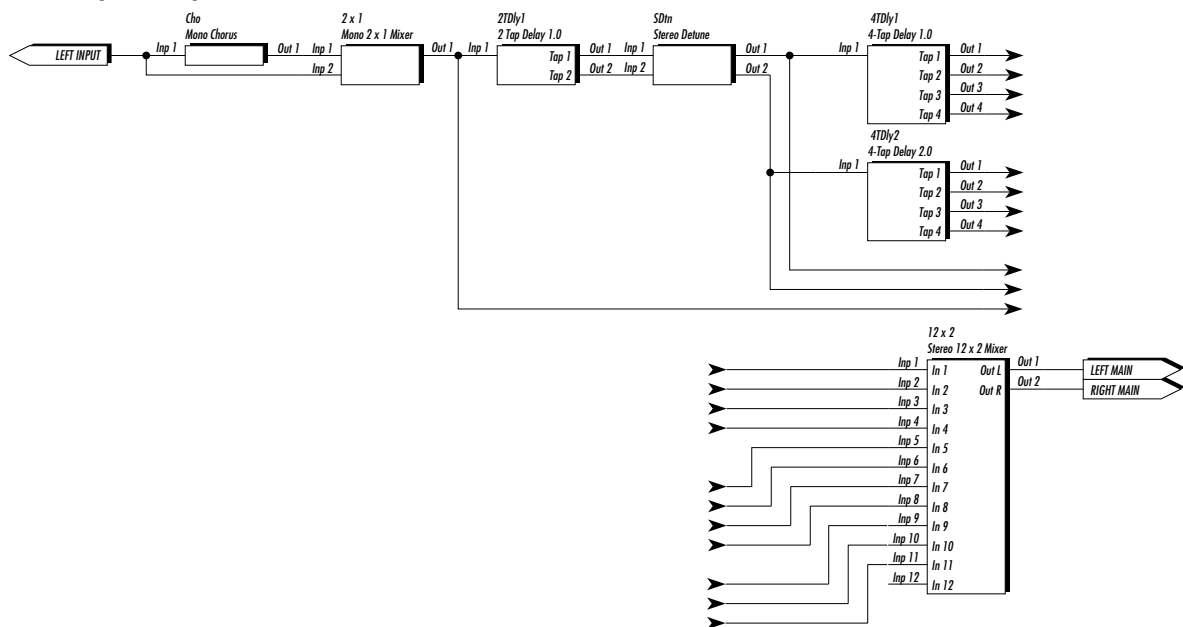 Cho
Mono Chorus
2 x 1
Mono 2 x 1 Mixer
2TDly1
2 Tap Delay 1.0
SDtn
Stereo Detune
4TDly1
4-Tap Delay 1.0
LEFT INPUT
Inp 1
Out 1
Inp 1
Inp 2
Out 1
Inp 1
Tap 1
Tap 2
Out 1
Out 2
Inp 1
Inp 2
Out 1
Out 2
Inp 1
Tap 1
Tap 2
Tap 3
Tap 4
Out 1
Out 2
Out 3
Out 4
4TDly2
4-Tap Delay 2.0
Inp 1
Tap 1
Tap 2
Tap 3
Tap 4
Out 1
Out 2
Out 3
Out 4
12 x 2
Stereo 12 x 2 Mixer
Inp 1
Inp 2
Inp 3
Inp 4
Inp 5
Inp 6
Inp 7
Inp 8
Inp 9
Inp 10
Inp 11
Inp 12
In 1
In 2
In 3
In 4
In 5
In 6
In 7
In 8
In 9
In 10
In 11
In 12
Out L
Out R
Out 1
Out 2
LEFT MAIN
RIGHT MAIN